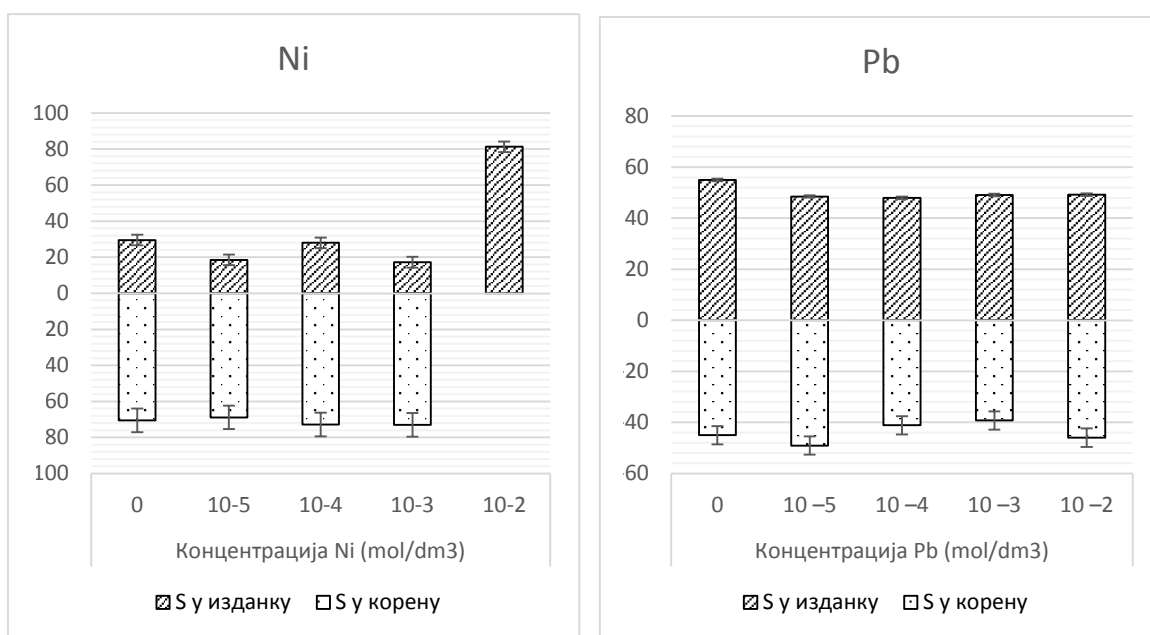 Ni
100
80
60
40
20
0
20
40
60
80
100
0 10-5 10-4 10-3 10-2
Концентрација Ni (mol/dm3)
S у изданку S у корену
Pb
80
60
40
20
0
-20
-40
-60
0 10 –5 10 –4 10 –3 10 –2
Концентрација Pb (mol/dm3)
S у изданку S у корену